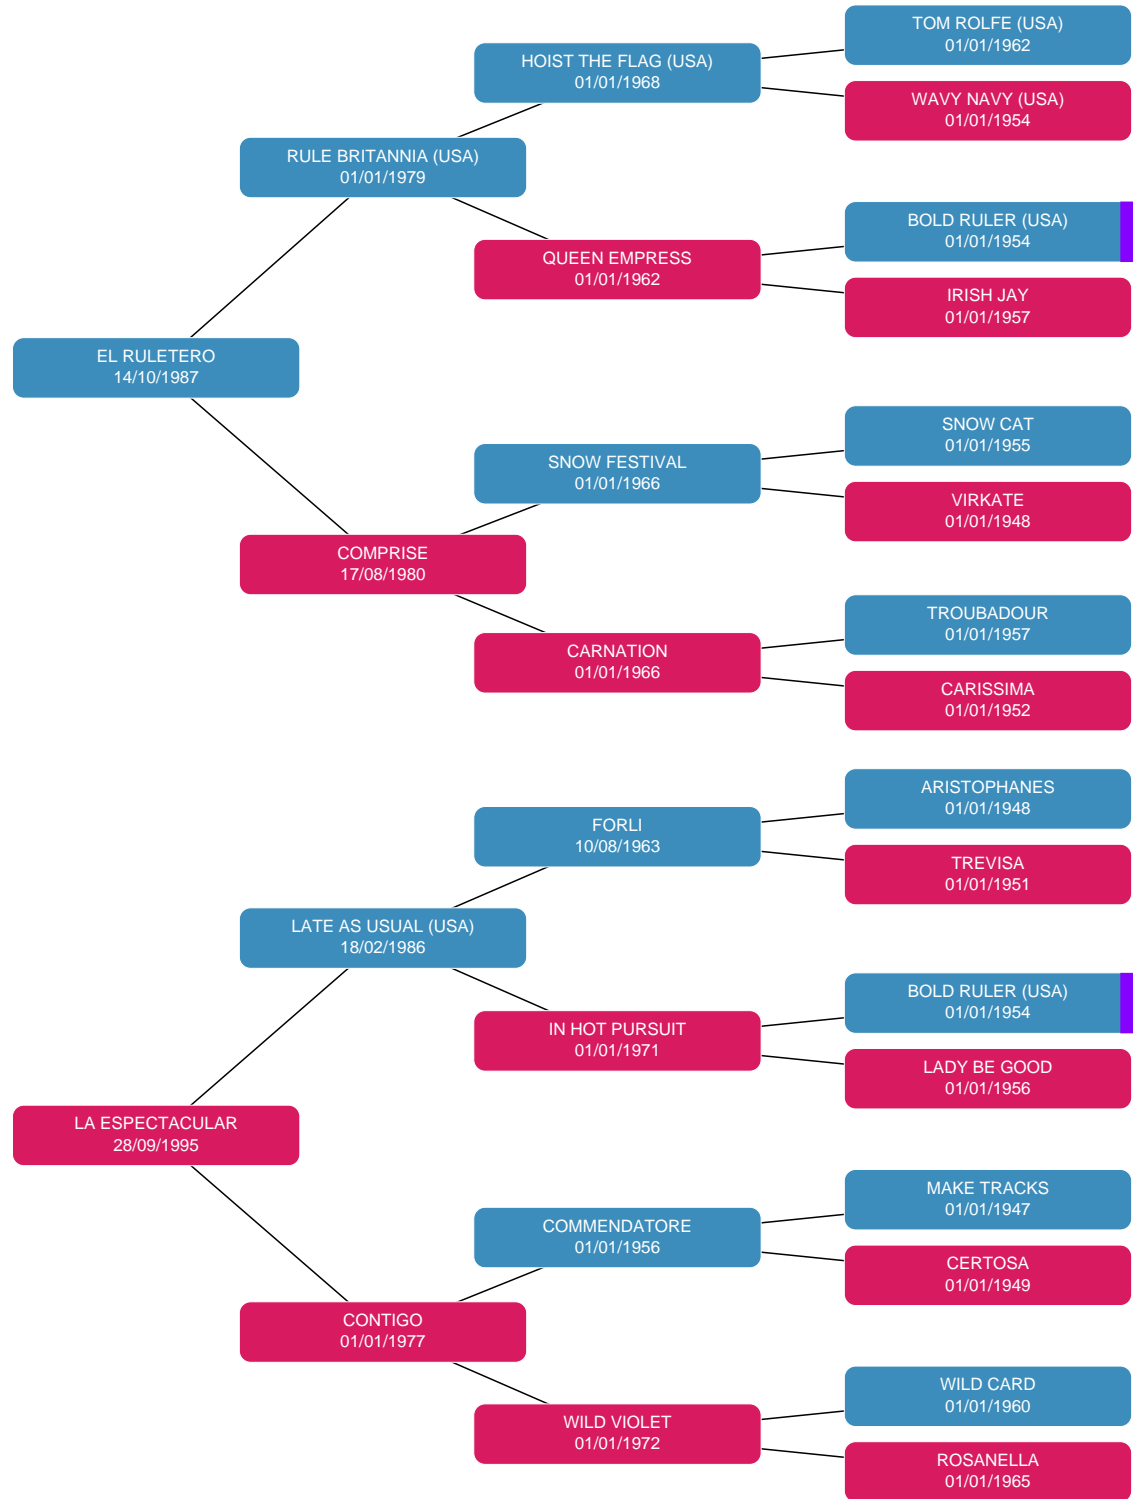 TOM ROLFE (USA)
01/01/1962
HOIST THE FLAG (USA)
01/01/1968
WAVY NAVY (USA)
01/01/1954
RULE BRITANNIA (USA)
01/01/1979
BOLD RULER (USA)
01/01/1954
QUEEN EMPRESS
01/01/1962
IRISH JAY
01/01/1957
EL RULETERO
14/10/1987
SNOW CAT
01/01/1955
SNOW FESTIVAL
01/01/1966
VIRKATE
01/01/1948
COMPRISE
17/08/1980
TROUBADOUR
01/01/1957
CARNATION
01/01/1966
CARISSIMA
01/01/1952
ARISTOPHANES
01/01/1948
FORLI
10/08/1963
TREVISA
01/01/1951
LATE AS USUAL (USA)
18/02/1986
BOLD RULER (USA)
01/01/1954
IN HOT PURSUIT
01/01/1971
LADY BE GOOD
01/01/1956
LA ESPECTACULAR
28/09/1995
MAKE TRACKS
01/01/1947
COMMENDATORE
01/01/1956
CERTOSA
01/01/1949
CONTIGO
01/01/1977
WILD CARD
01/01/1960
WILD VIOLET
01/01/1972
ROSANELLA
01/01/1965